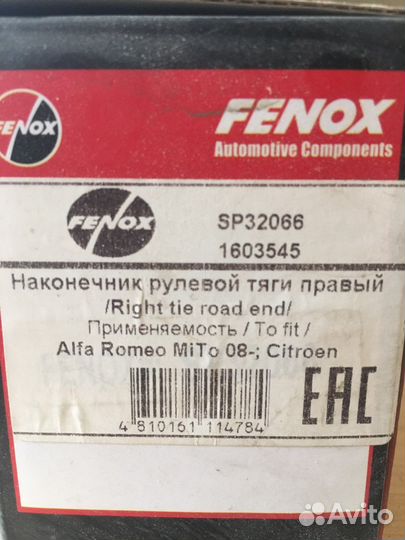 FENOX
FENOX
Automotive Components
FENOX
SP32066
1603545
Наконечник рулевой тяги правый
/Right tie road end/
Применяемость / To fit /
Alfa Romeo MiTo 08-; Citroen
EAC
4 810161 114784
Avito